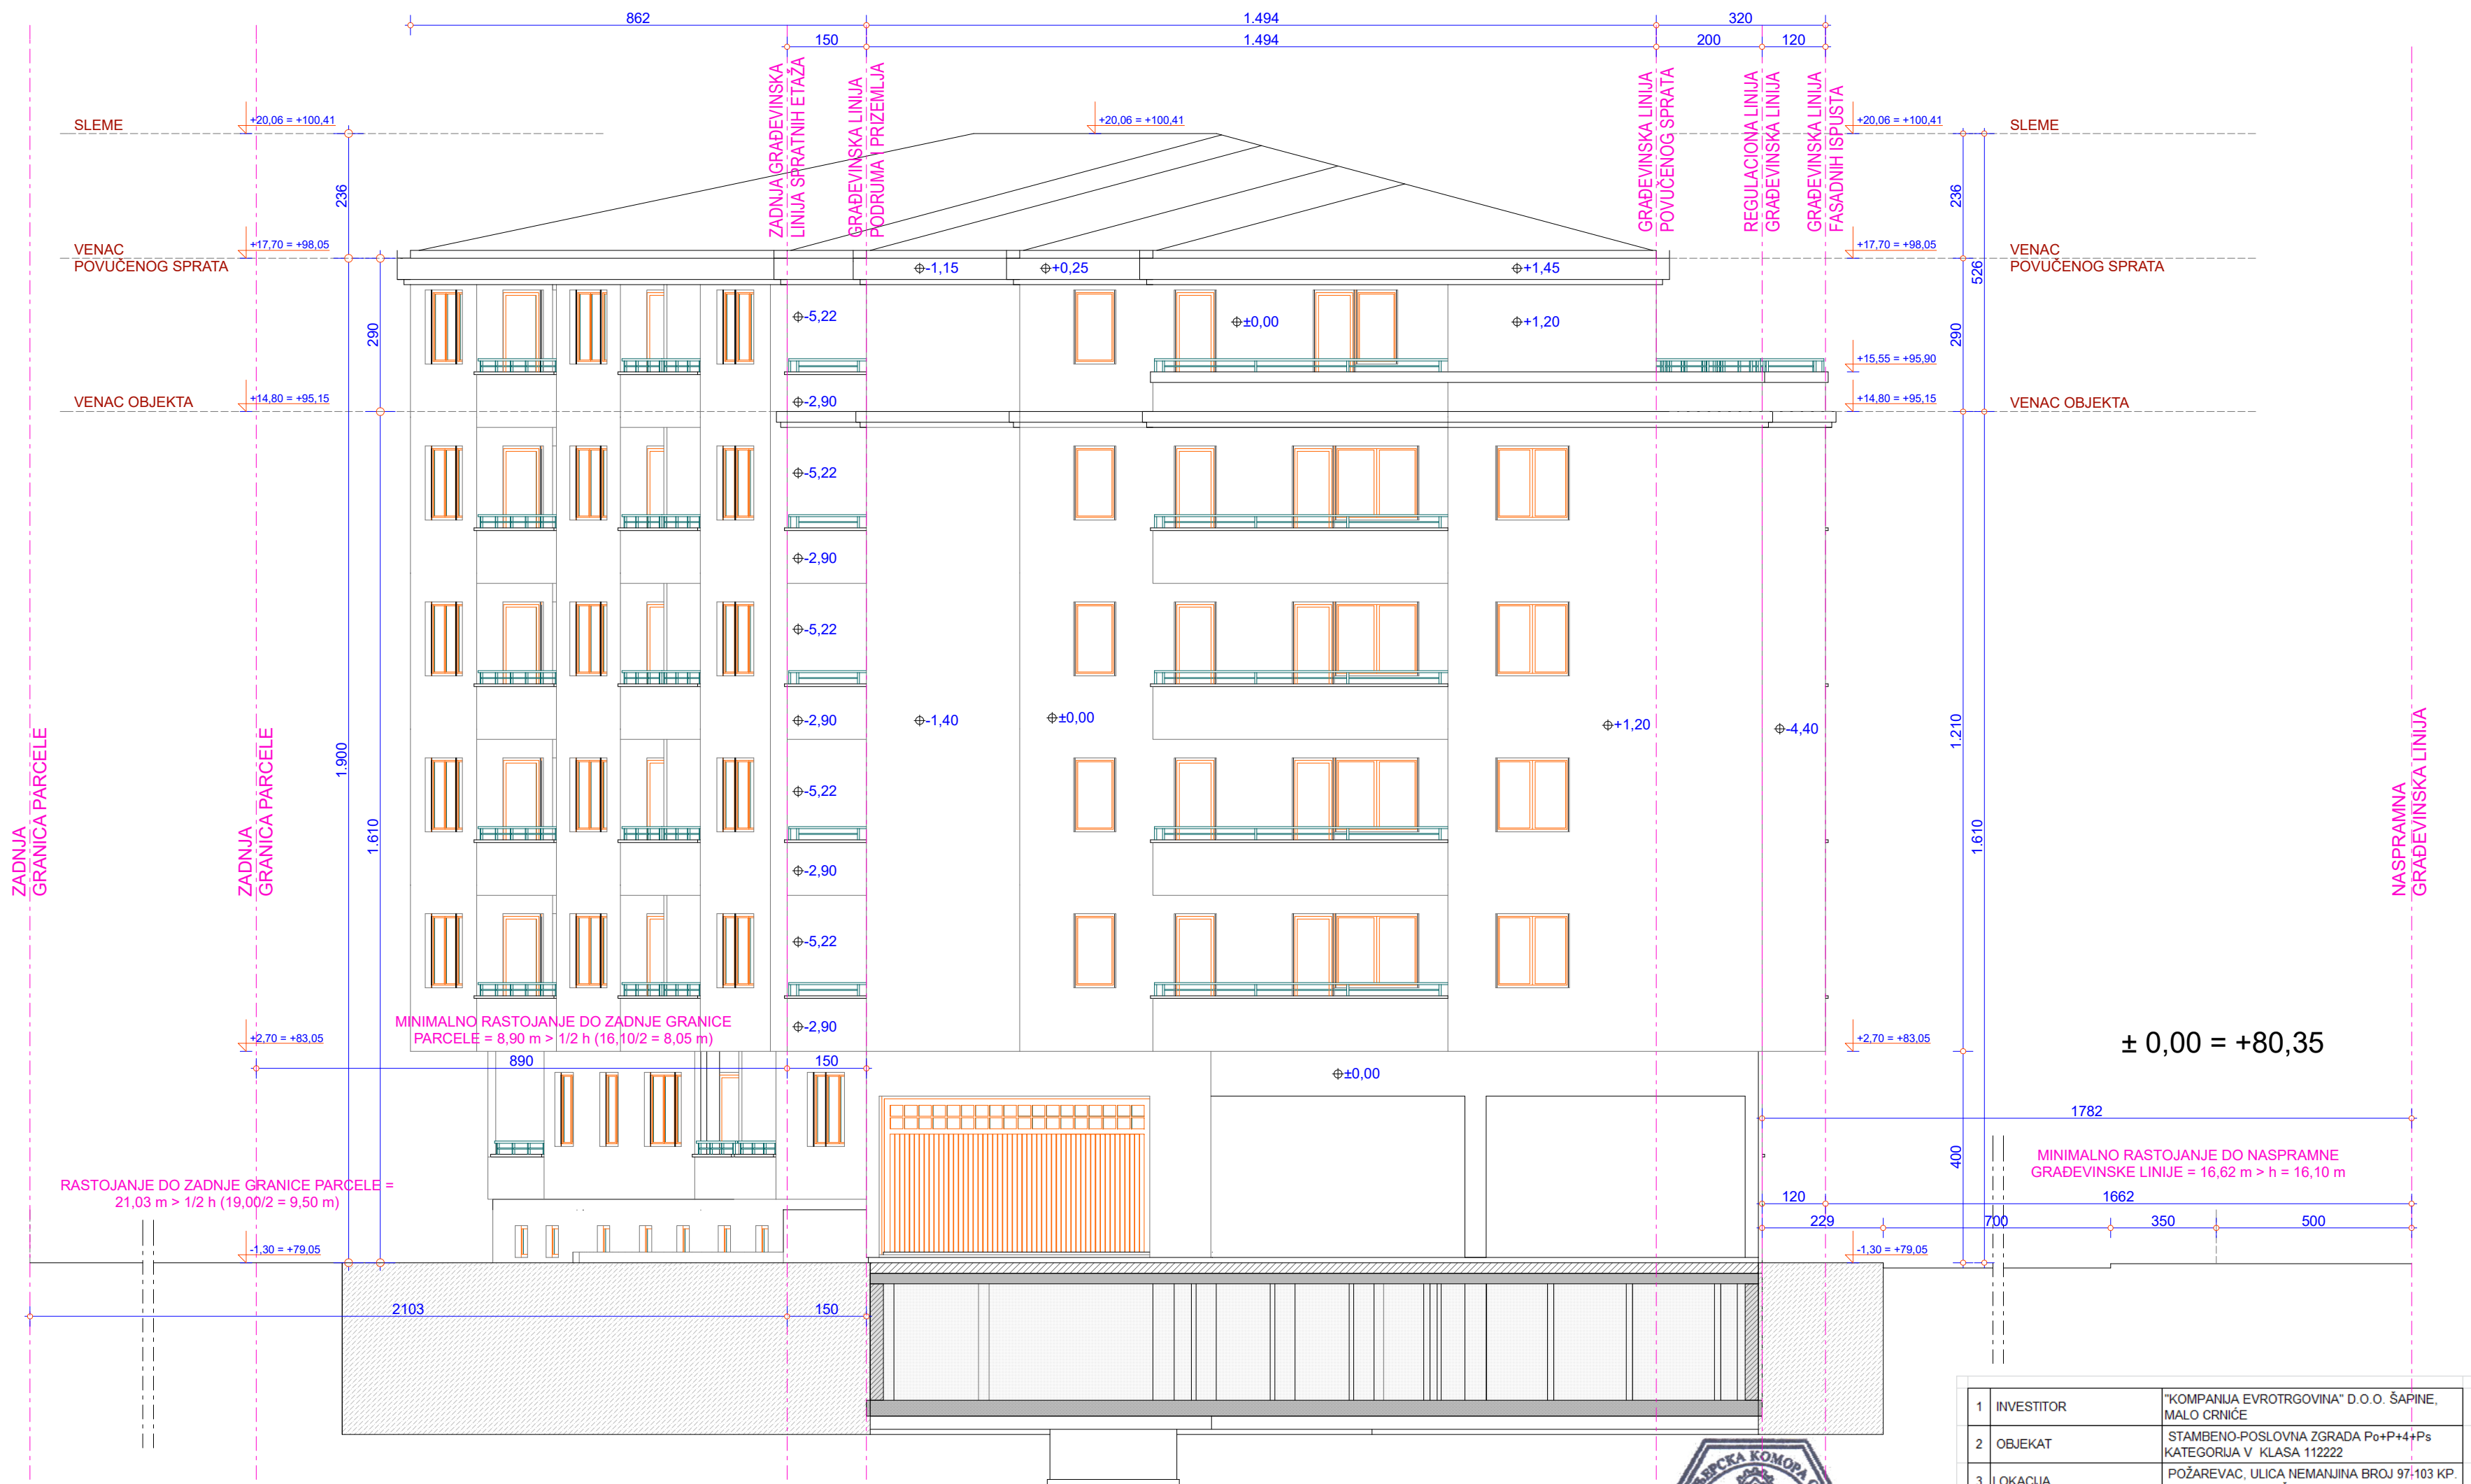 862
1.494
320
150
1.494
200
120
ZADNJA GRAĐEVINSKA
LINIJA SPRATNIH ETAŽA
GRAĐEVINSKA LINIJA
PODRUMA I PRIZEMLJA
GRAĐEVINSKA LINIJA
POVUČENOG SPRATA
REGULACIONA LINIJA
GRAĐEVINSKA LINIJA
GRAĐEVINSKA LINIJA
FASADNIH ISPUSTA
SLEME
+20,06 = +100,41
+20,06 = +100,41
+20,06 = +100,41
SLEME
236
236
VENAC
POVUČENOG SPRATA
+17,70 = +98,05
-1,15
+0,25
+1,45
+17,70 = +98,05
VENAC
POVUČENOG SPRATA
526
290
-5,22
±0,00
+1,20
290
+15,55 = +95,90
VENAC OBJEKTA
+14,80 = +95,15
-2,90
+14,80 = +95,15
VENAC OBJEKTA
-5,22
-2,90
-5,22
-2,90
-1,40
±0,00
+1,20
-4,40
1.900
1.610
1.210
1.610
-5,22
-2,90
-5,22
ZADNJA
GRANICA PARCELE
ZADNJA
GRANICA PARCELE
NASPRAMNA
GRAĐEVINSKA LINIJA
MINIMALNO RASTOJANJE DO ZADNJE GRANICE
PARCELE = 8,90 m > 1/2 h (16,10/2 = 8,05 m)
-2,90
+2,70 = +83,05
+2,70 = +83,05
± 0,00 = +80,35
890
150
±0,00
1782
400
MINIMALNO RASTOJANJE DO NASPRAMNE
GRAĐEVINSKE LINIJE = 16,62 m > h = 16,10 m
RASTOJANJE DO ZADNJE GRANICE PARCELE =
21,03 m > 1/2 h (19,00/2 = 9,50 m)
120
1662
229
700
350
500
-1,30 = +79,05
-1,30 = +79,05
2103
150
1 INVESTITOR "KOMPANIJA EVROTRGOVINA" D.O.O. ŠAPINE,
MALO CRNIĆE
2 OBJEKAT STAMBENO-POSLOVNA ZGRADA Po+P+4+Ps
KATEGORIJA V KLASA 112222
3 LOKACIJA POŽAREVAC, ULICA NEMANJINA BROJ 97-103 KP.
КОМОРА